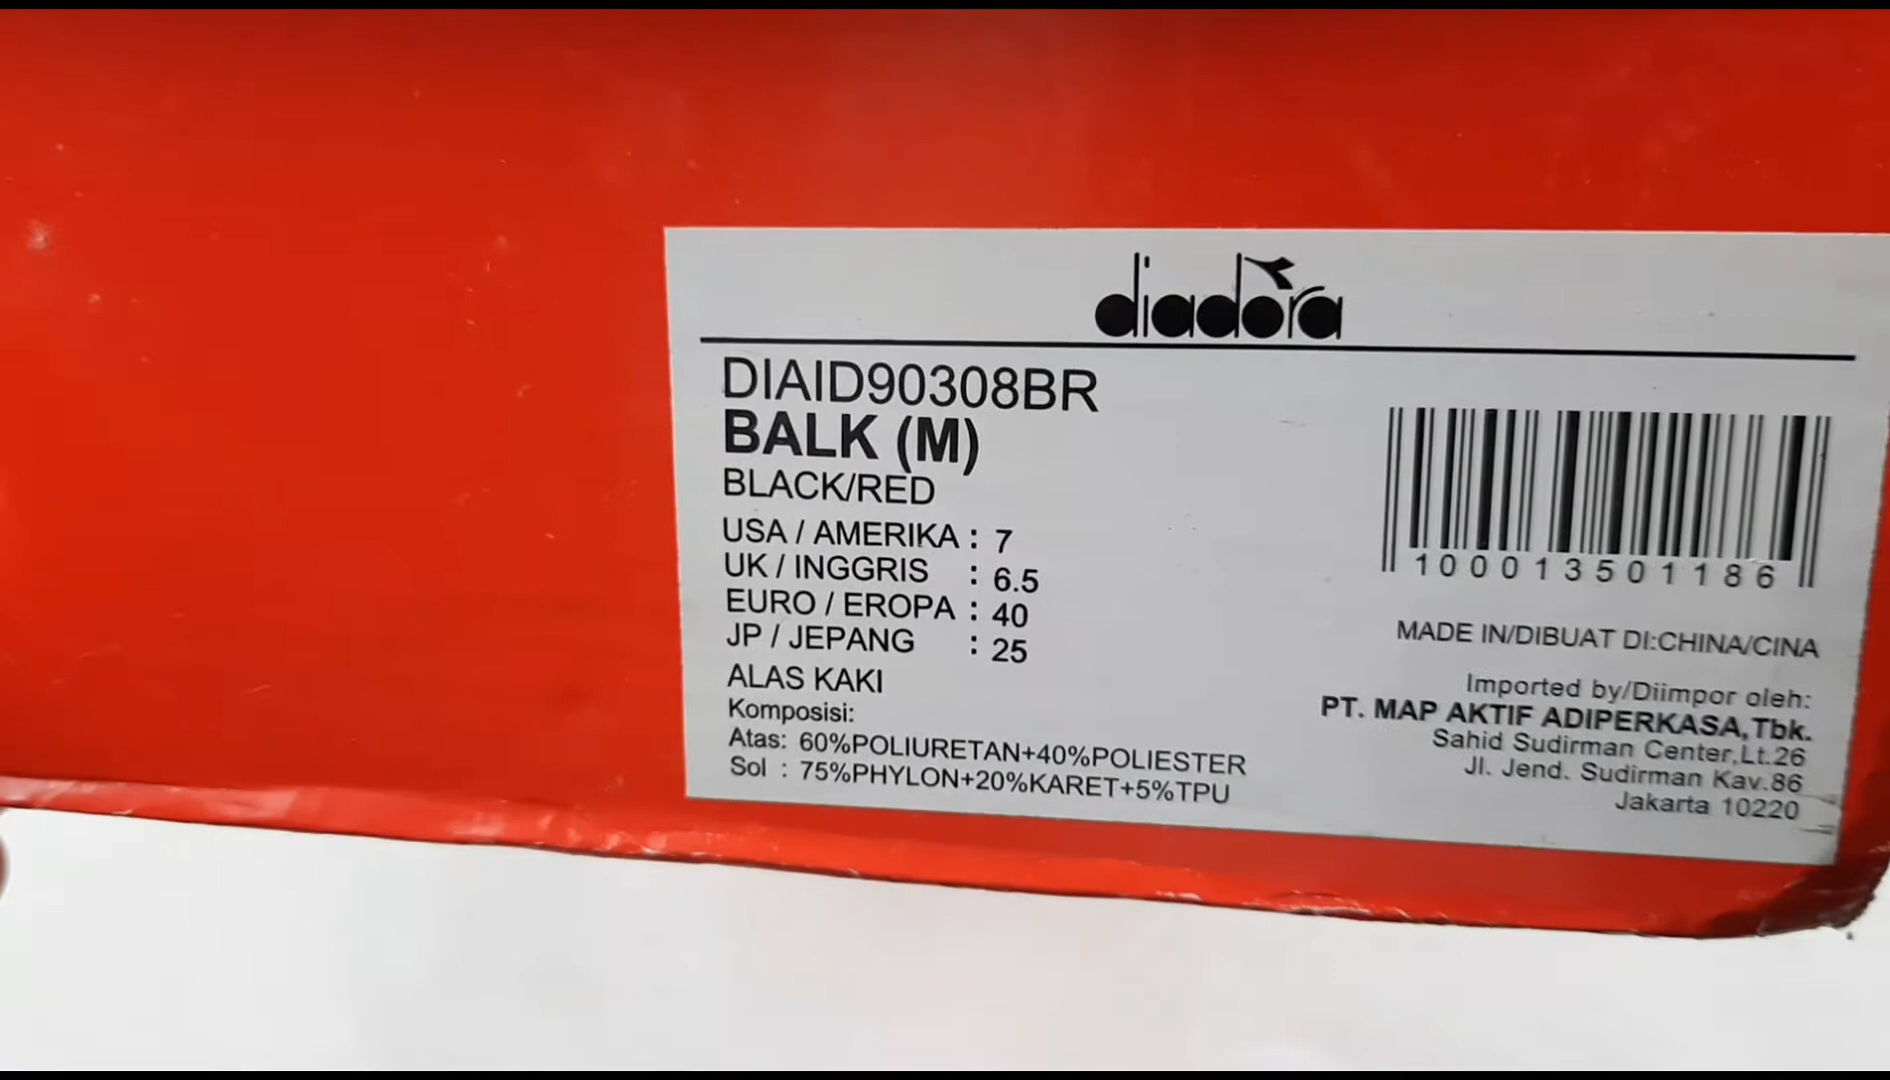 diadora
DIAID90308BR
BALK (M)
BLACK/RED
USA / AMERIKA : 7
UK / INGGRIS : 6.5
EURO / EROPA : 40
JP / JEPANG : 25
ALAS KAKI
Komposisi:
Atas: 60%POLIURETAN+40%POLIESTER
Sol : 75%PHYLON+20%KARET+5%TPU
100013501186
MADE IN/DIBUAT DI:CHINA/CINA
Imported by/Diimpor oleh:
PT. MAP AKTIF ADIPERKASA,Tbk.
Sahid Sudirman Center,Lt.26
Jl. Jend. Sudirman Kav.86
Jakarta 10220